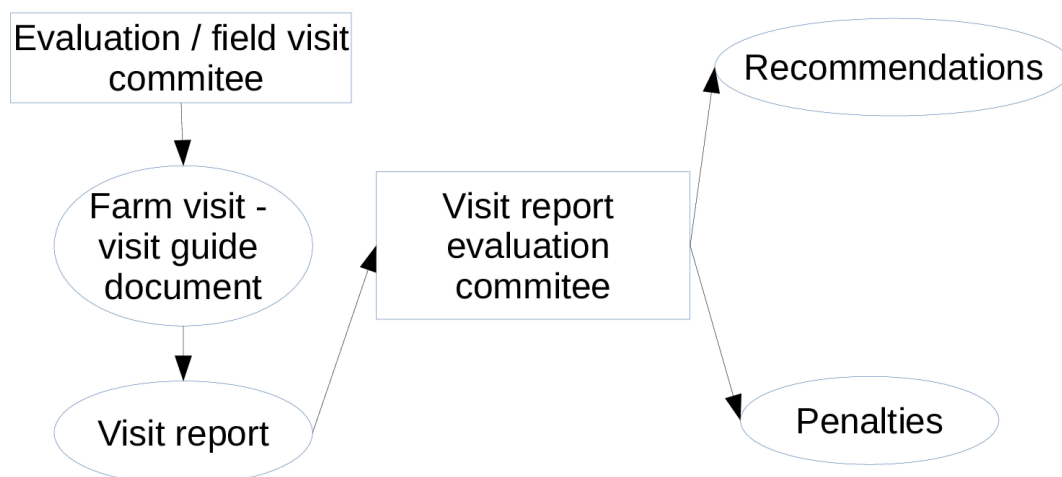 Evaluation / field visit
commitee
Farm visit -
visit guide
document
Visit report
Visit report
evaluation
commitee
Recommendations
Penalties